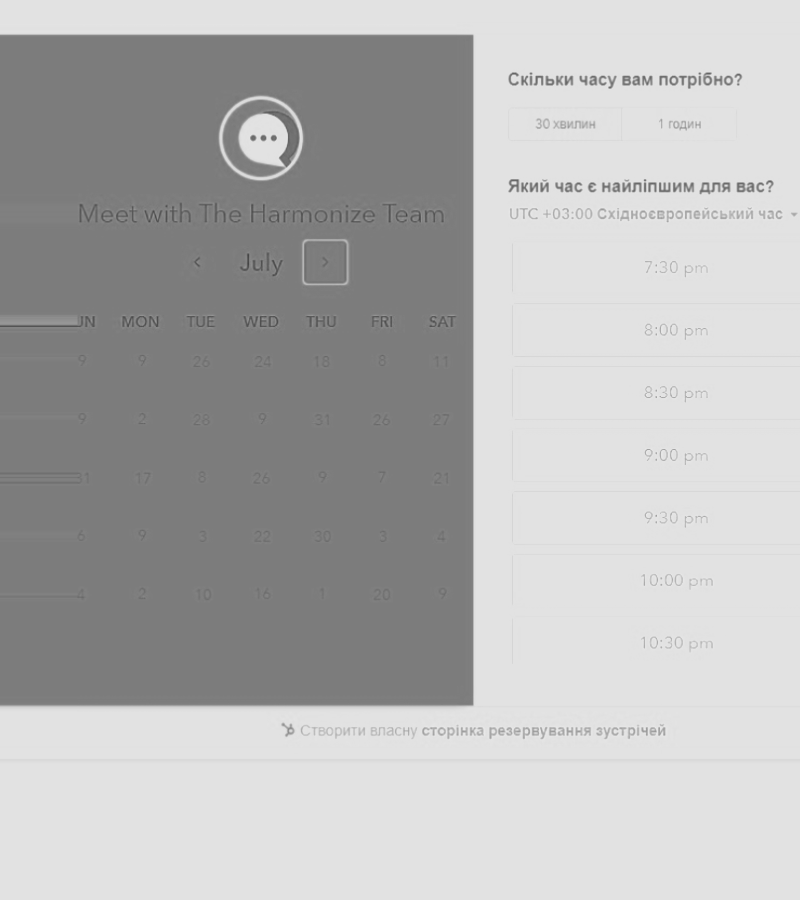 Meet with The Harmonize Team
July
UN MON TUE WED THU FRI SAT
9 9 26 24 18 8 11
9 2 28 9 31 26 27
31 17 8 26 9 7 21
6 9 3 22 30 3 4
4 2 10 16 1 20 9
Скільки часу вам потрібно?
30 хвилин 1 годин
Який час є найліпшим для вас?
UTC +03:00 Східноєвропейський час
7:30 pm
8:00 pm
8:30 pm
9:00 pm
9:30 pm
10:00 pm
10:30 pm
Створити власну сторінка резервування зустрічей